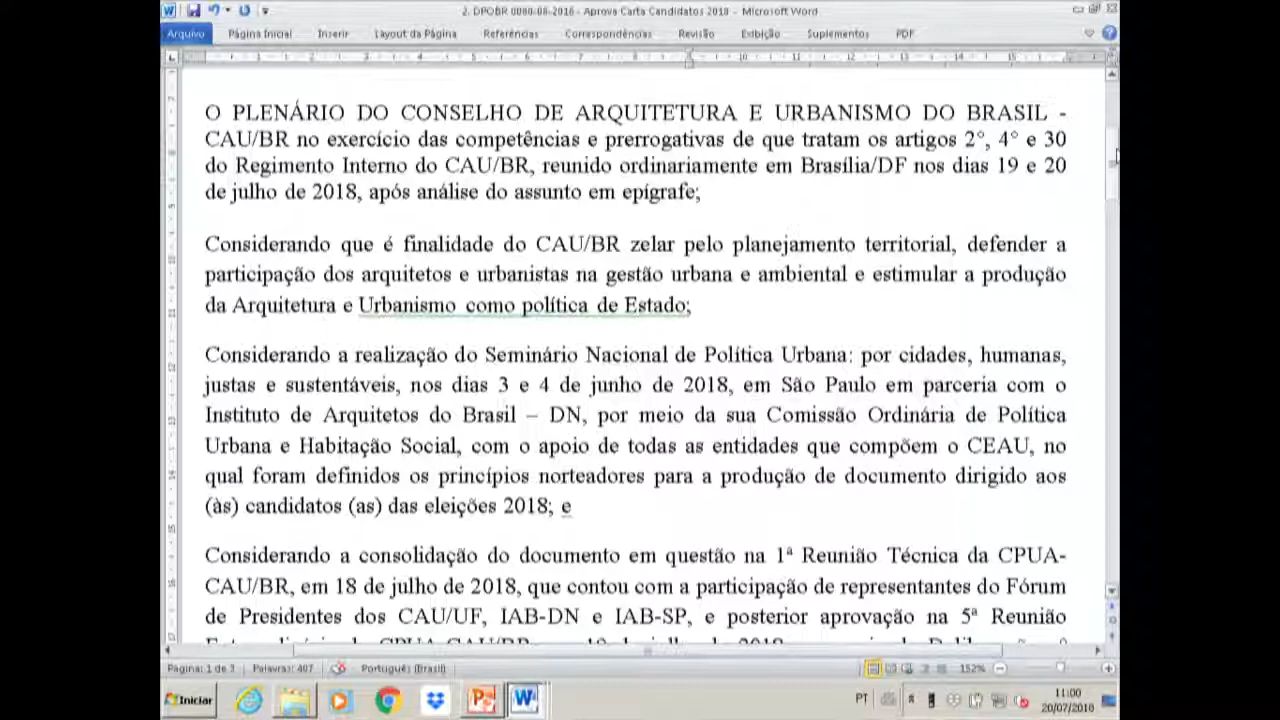 2. DPOBR 0080-08-2018 - Aprova Carta Candidatos 2018 - Microsoft Word
Arquivo Página Inicial Inserir Layout da Página Referências Correspondências Revisão Exibição Suplementos PDF
O PLENÁRIO DO CONSELHO DE ARQUITETURA E URBANISMO DO BRASIL -
CAU/BR no exercício das competências e prerrogativas de que tratam os artigos 2°, 4° e 30
do Regimento Interno do CAU/BR, reunido ordinariamente em Brasília/DF nos dias 19 e 20
de julho de 2018, após análise do assunto em epígrafe;
Considerando que é finalidade do CAU/BR zelar pelo planejamento territorial, defender a
participação dos arquitetos e urbanistas na gestão urbana e ambiental e estimular a produção
da Arquitetura e Urbanismo como política de Estado;
Considerando a realização do Seminário Nacional de Política Urbana: por cidades, humanas,
justas e sustentáveis, nos dias 3 e 4 de junho de 2018, em São Paulo em parceria com o
Instituto de Arquitetos do Brasil – DN, por meio da sua Comissão Ordinária de Política
Urbana e Habitação Social, com o apoio de todas as entidades que compõem o CEAU, no
qual foram definidos os princípios norteadores para a produção de documento dirigido aos
(às) candidatos (as) das eleições 2018; e
Considerando a consolidação do documento em questão na 1ª Reunião Técnica da CPUA-
CAU/BR, em 18 de julho de 2018, que contou com a participação de representantes do Fórum
de Presidentes dos CAU/UF, IAB-DN e IAB-SP, e posterior aprovação na 5ª Reunião
Página: 1 de 3 Palavras: 407 Português (Brasil) 152%
Iniciar PT 11:00
20/07/2018